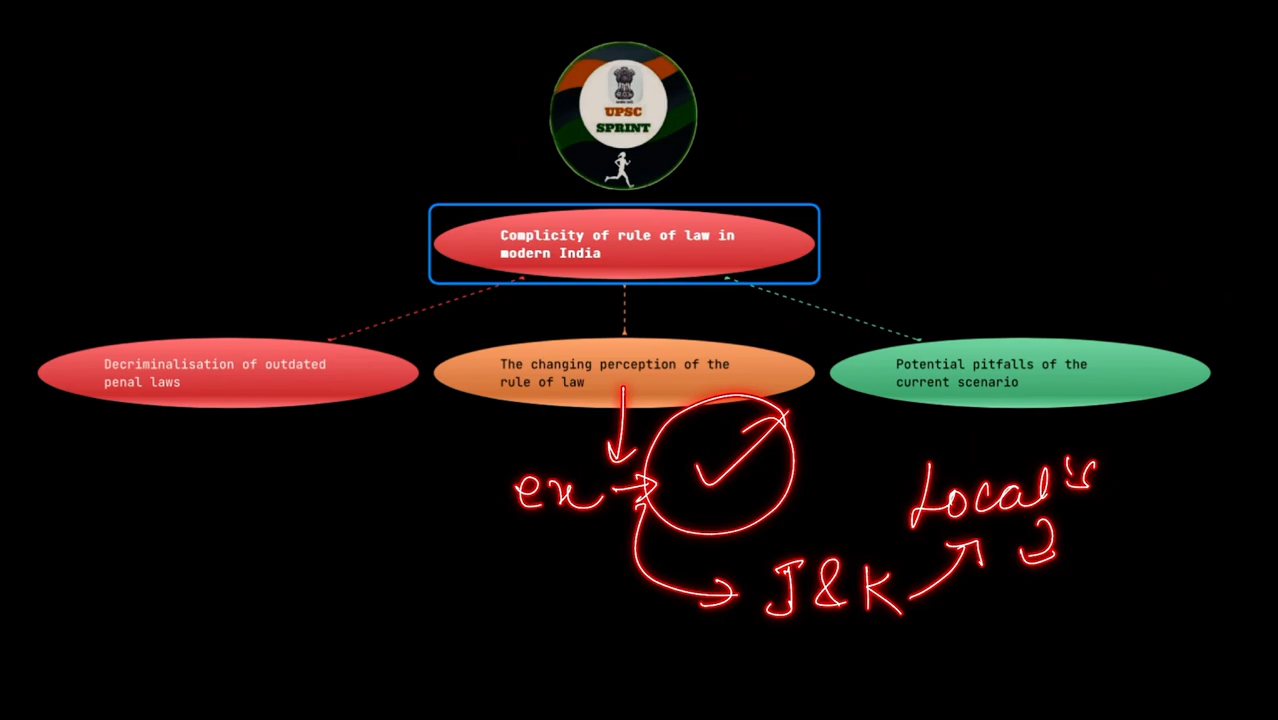 UPSC
SPRINT
Complicity of rule of law in
modern India
Decriminalisation of outdated
penal laws
The changing perception of the
rule of law
Potential pitfalls of the
current scenario
ex
Local's
J&K